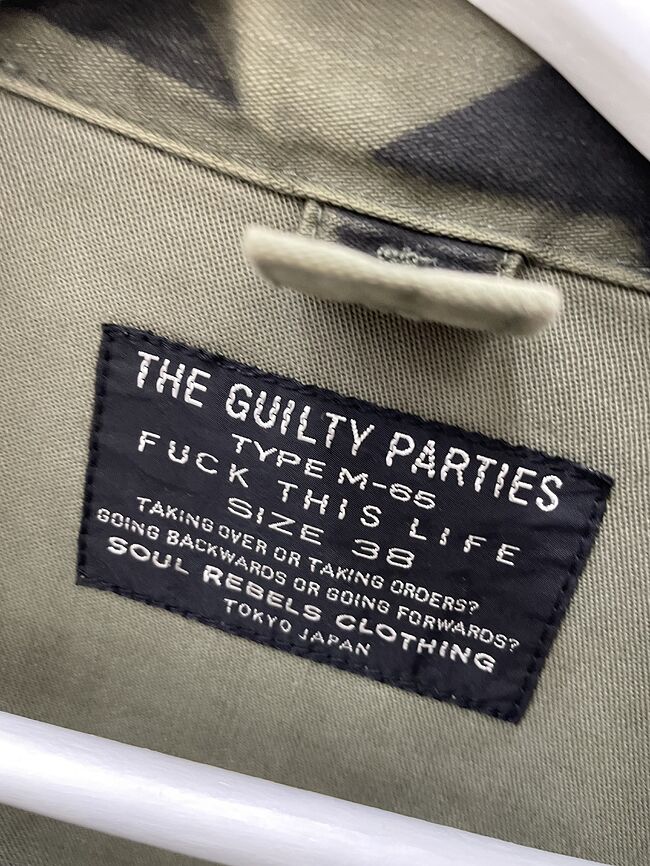 THE GUILTY PARTIES
TYPE M-65
FUCK THIS LIFE
SIZE 38
TAKING OVER OR TAKING ORDERS?
GOING BACKWARDS OR GOING FORWARDS?
SOUL REBELS CLOTHING
TOKYO JAPAN